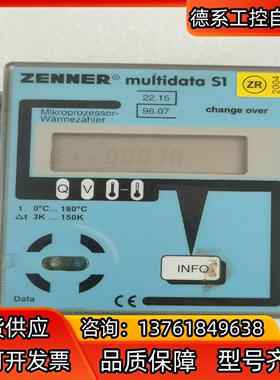 德系工控自
ZENNER® multidata S1
22.15
96.07
ZR
2004
Mikroprozessor-
Wärmezähler
change over
Err00038
Q V
t 0°C... 180°C
Δt 3K ... 150K
INFO
Data
CE
货供应 咨询: 13761849638
可开发票 品质保障 型号齐